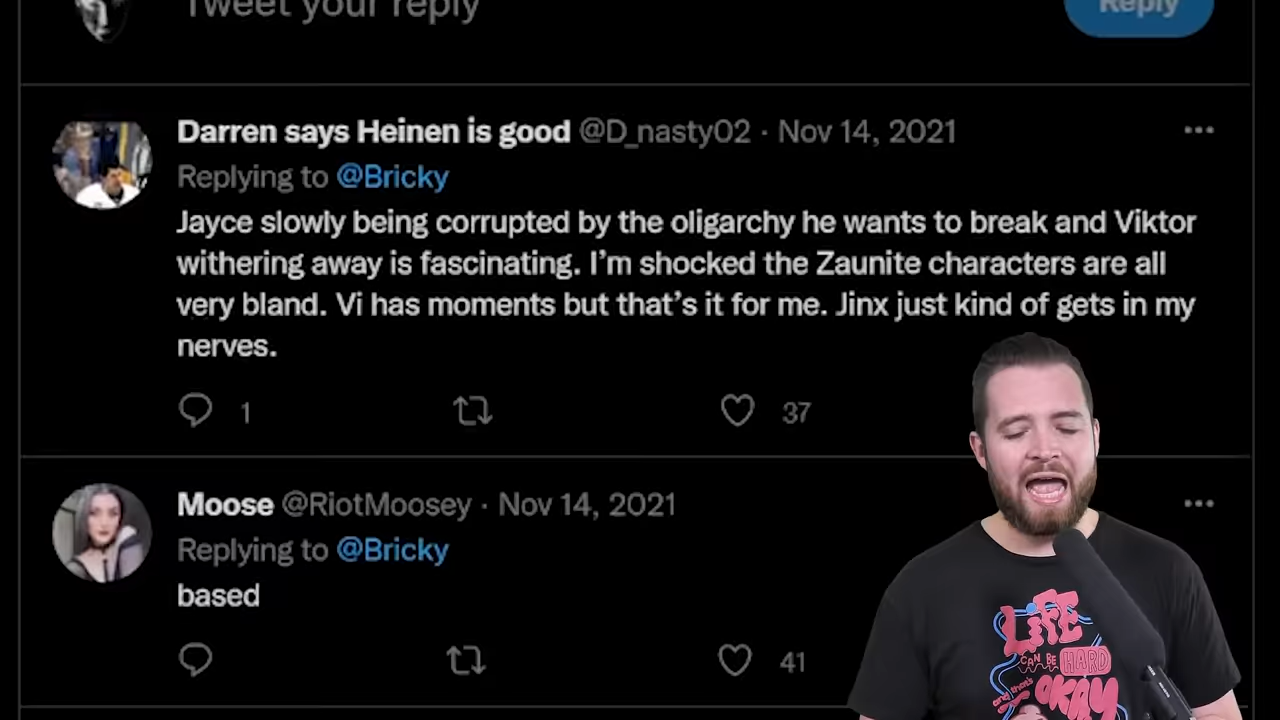 Tweet your reply
Reply
Darren says Heinen is good @D_nasty02 · Nov 14, 2021
Replying to @Bricky
Jayce slowly being corrupted by the oligarchy he wants to break and Viktor
withering away is fascinating. I'm shocked the Zaunite characters are all
very bland. Vi has moments but that's it for me. Jinx just kind of gets in my
nerves.
1 37
Moose @RiotMoosey · Nov 14, 2021
Replying to @Bricky
based
41
LiFE
CAN BE HARD
and that's
OKAY